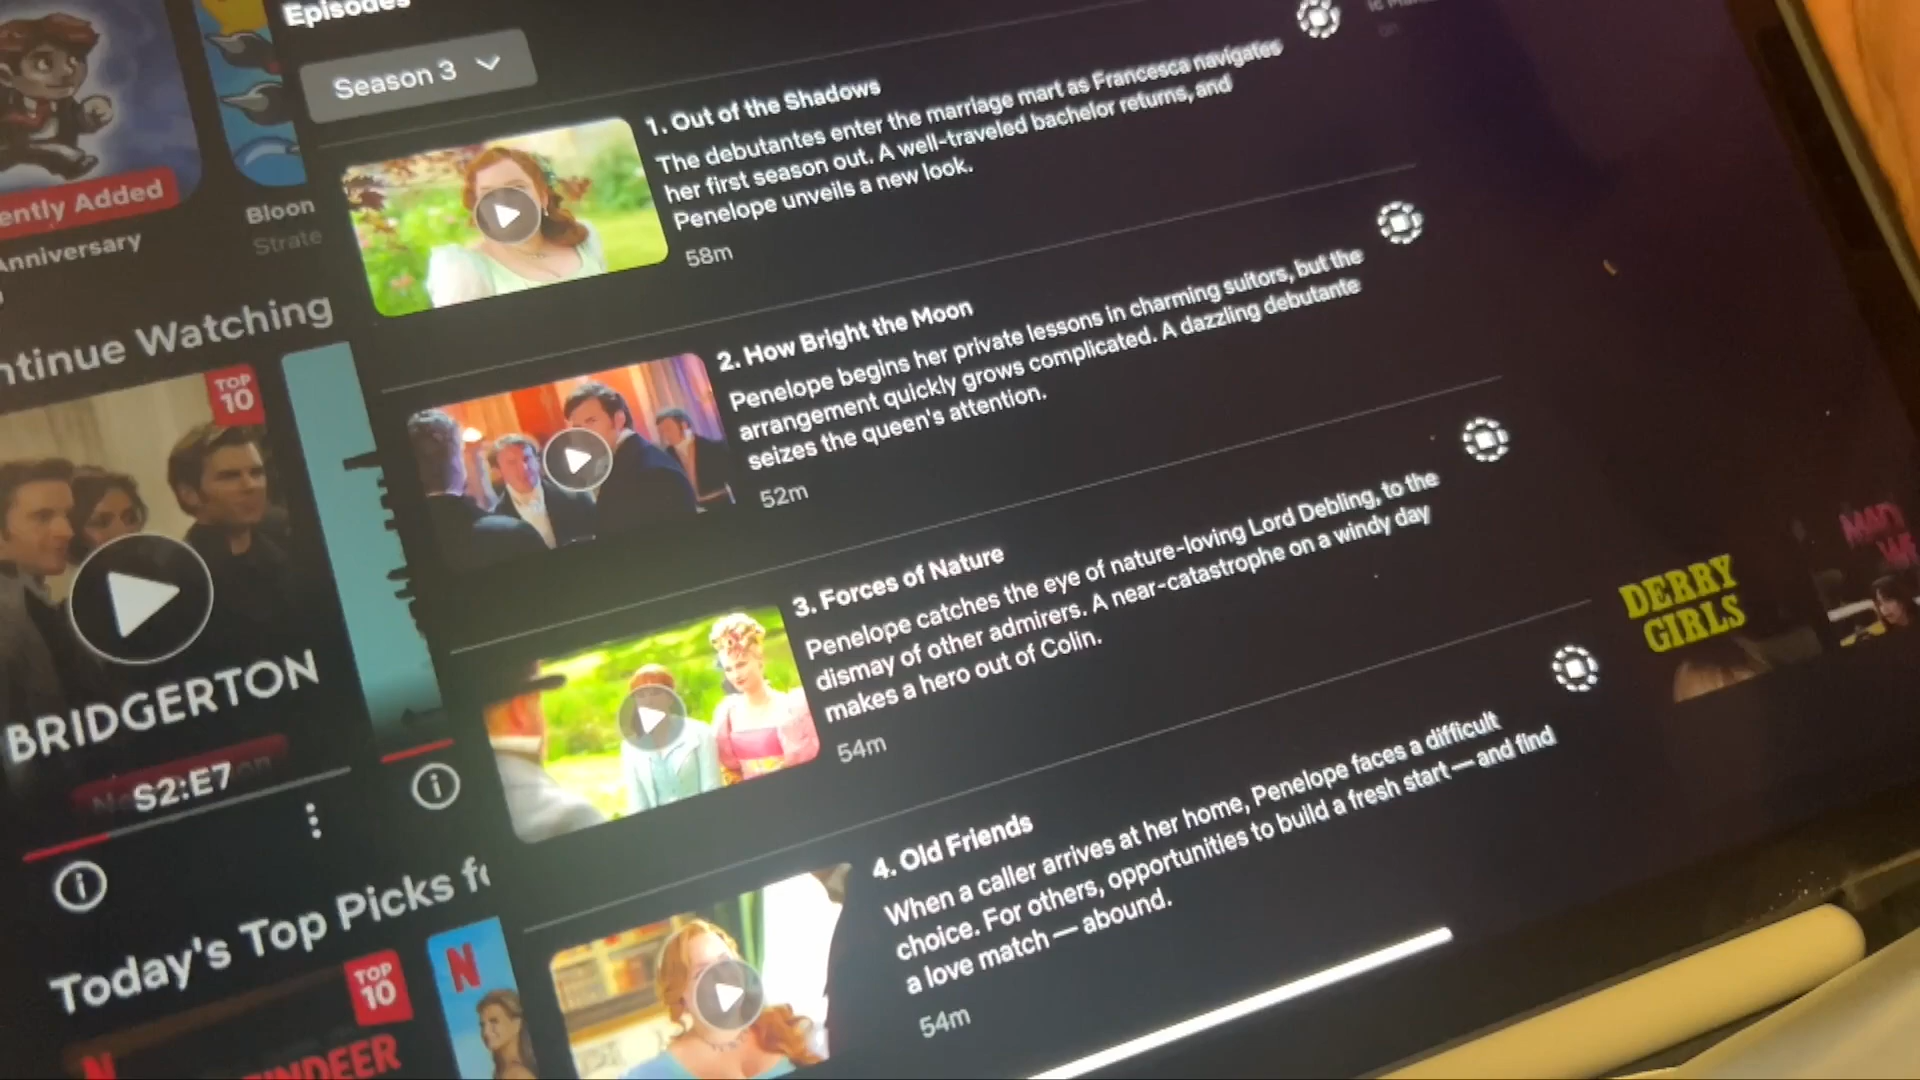 Episodes
Season 3
1. Out of the Shadows
The debutantes enter the marriage mart as Francesca navigates
her first season out. A well-traveled bachelor returns, and
Penelope unveils a new look.
58m
2. How Bright the Moon
Penelope begins her private lessons in charming suitors, but the
arrangement quickly grows complicated. A dazzling debutante
seizes the queen's attention.
52m
3. Forces of Nature
Penelope catches the eye of nature-loving Lord Debling, to the
dismay of other admirers. A near-catastrophe on a windy day
makes a hero out of Colin.
54m
4. Old Friends
When a caller arrives at her home, Penelope faces a difficult
choice. For others, opportunities to build a fresh start — and find
a love match — abound.
54m
ently Added
Anniversary
Bloon
Strate
ntinue Watching
TOP
10
BRIDGERTON
S2:E7
Today's Top Picks fo
TOP
10
N
N
INDEER
DERRY
GIRLS